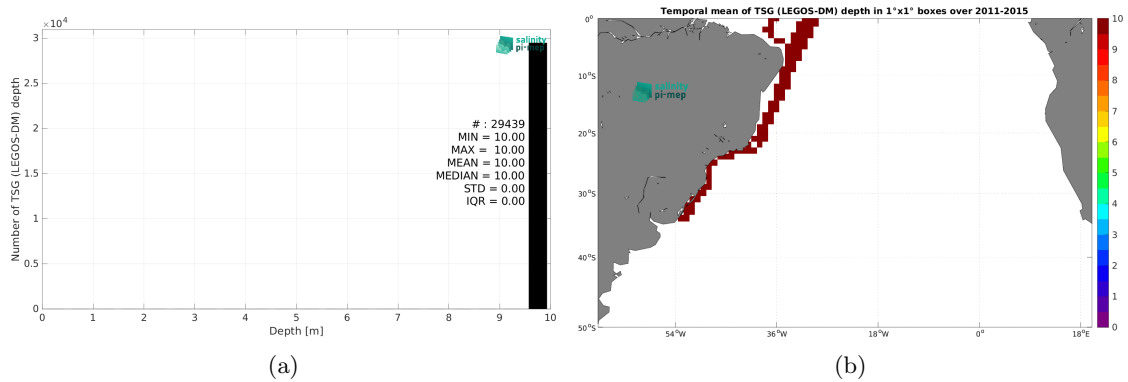 ×10⁴
3
2.5
2
1.5
1
0.5
0
Number of TSG (LEGOS-DM) depth
salinity
pi-mep
# : 29439
MIN = 10.00
MAX = 10.00
MEAN = 10.00
MEDIAN = 10.00
STD = 0.00
IQR = 0.00
0 1 2 3 4 5 6 7 8 9 10
Depth [m]
(a)
Temporal mean of TSG (LEGOS-DM) depth in 1°x1° boxes over 2011-2015
0°
10°S
20°S
30°S
40°S
50°S
salinity
pi-mep
54°W 36°W 18°W 0° 18°E
10
9
8
7
6
5
4
3
2
1
0
(b)